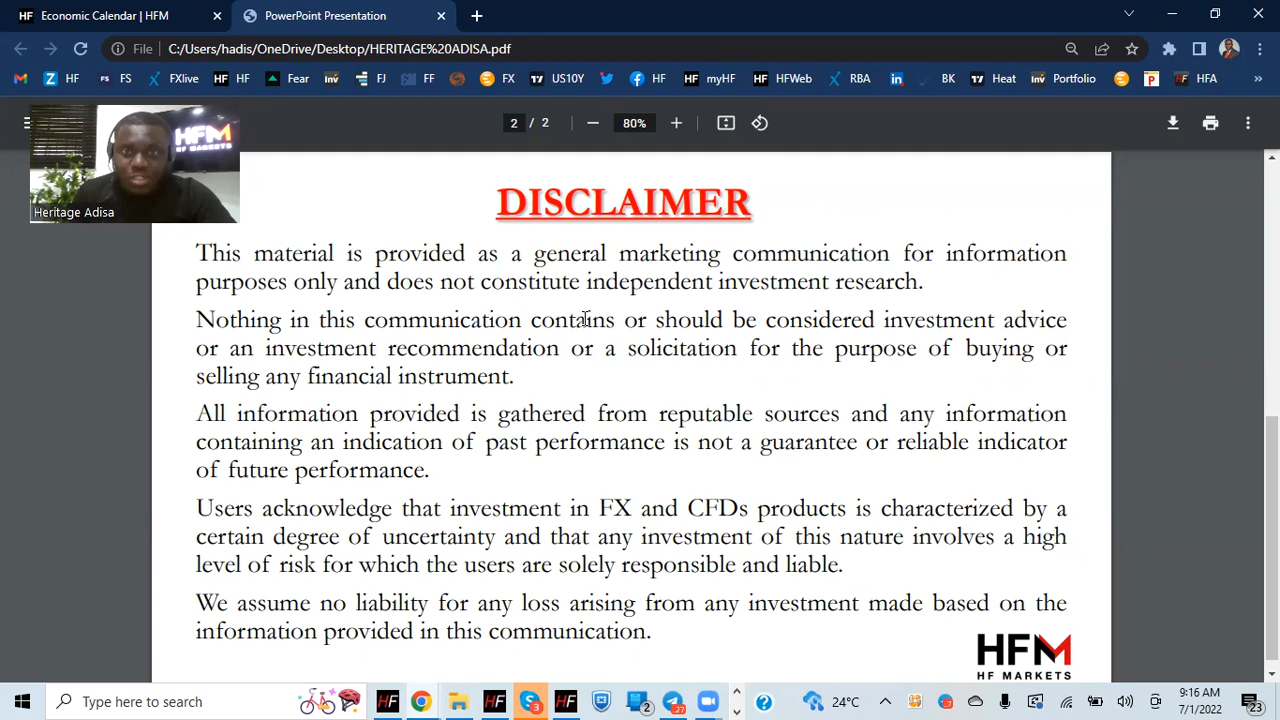 HF Economic Calendar | HFM
PowerPoint Presentation
File C:/Users/hadis/OneDrive/Desktop/HERITAGE%20ADISA.pdf
HF FS FXlive HF Fear FJ FF FX US10Y HF myHF HFWeb RBA BK Heat Portfolio HFA »
2 / 2 80%
HFM
HF MARKETS
Heritage Adisa
DISCLAIMER
This material is provided as a general marketing communication for information
purposes only and does not constitute independent investment research.
Nothing in this communication contains or should be considered investment advice
or an investment recommendation or a solicitation for the purpose of buying or
selling any financial instrument.
All information provided is gathered from reputable sources and any information
containing an indication of past performance is not a guarantee or reliable indicator
of future performance.
Users acknowledge that investment in FX and CFDs products is characterized by a
certain degree of uncertainty and that any investment of this nature involves a high
level of risk for which the users are solely responsible and liable.
We assume no liability for any loss arising from any investment made based on the
information provided in this communication.
HFM
HF MARKETS
Type here to search
24°C
9:16 AM
7/1/2022
23